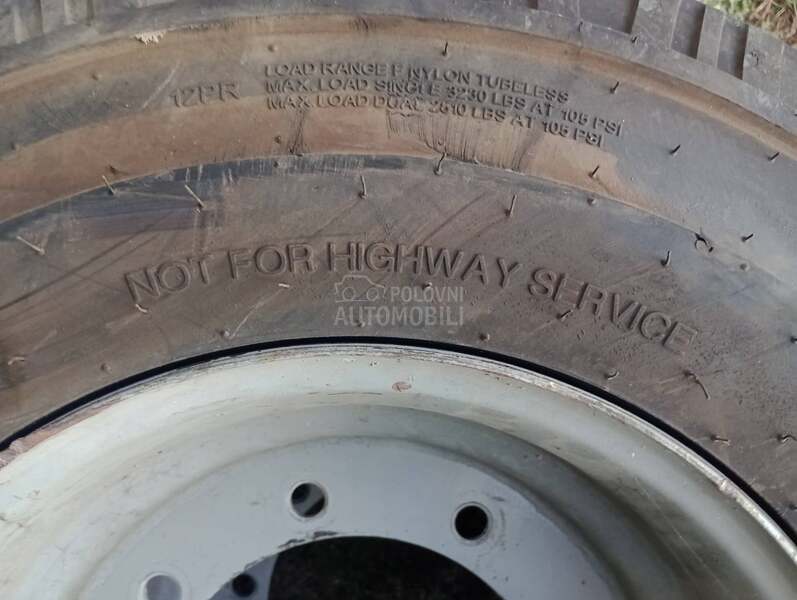 12PR
LOAD RANGE F NYLON TUBELESS
MAX. LOAD SINGLE 3230 LBS AT 105 PSI
MAX LOAD DUAL 2810 LBS AT 105 PSI
NOT FOR HIGHWAY SERVICE
POLOVNI
AUTOMOBILI